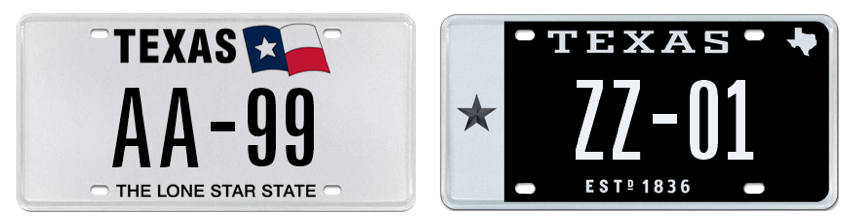 TEXAS
AA-99
THE LONE STAR STATE
TEXAS
ZZ-01
ESTD 1836